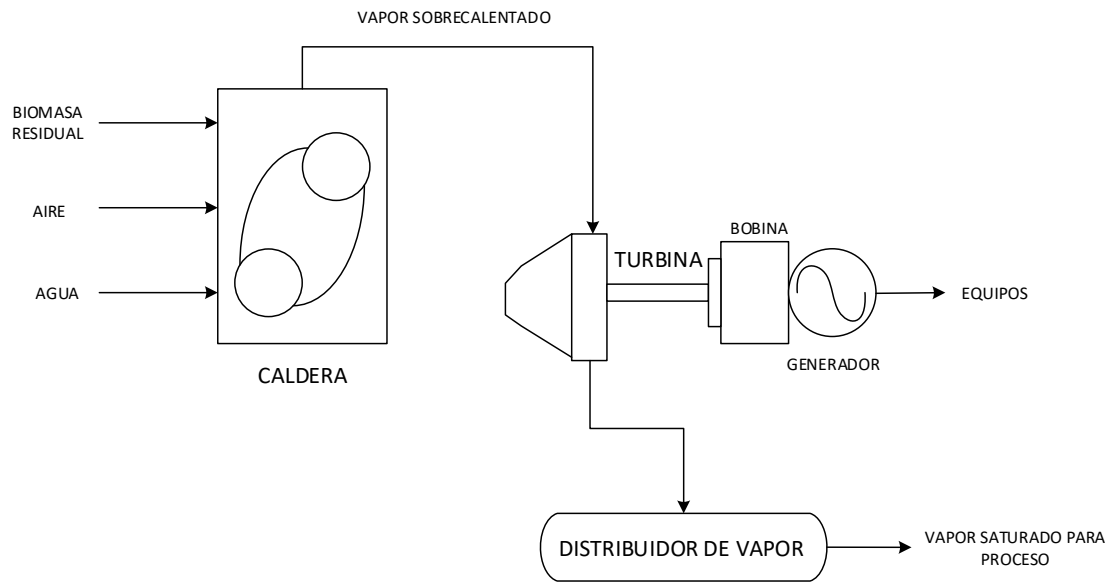 VAPOR SOBRECALENTADO
BIOMASA
RESIDUAL
AIRE
AGUA
CALDERA
TURBINA
BOBINA
GENERADOR
EQUIPOS
DISTRIBUIDOR DE VAPOR
VAPOR SATURADO PARA
PROCESO